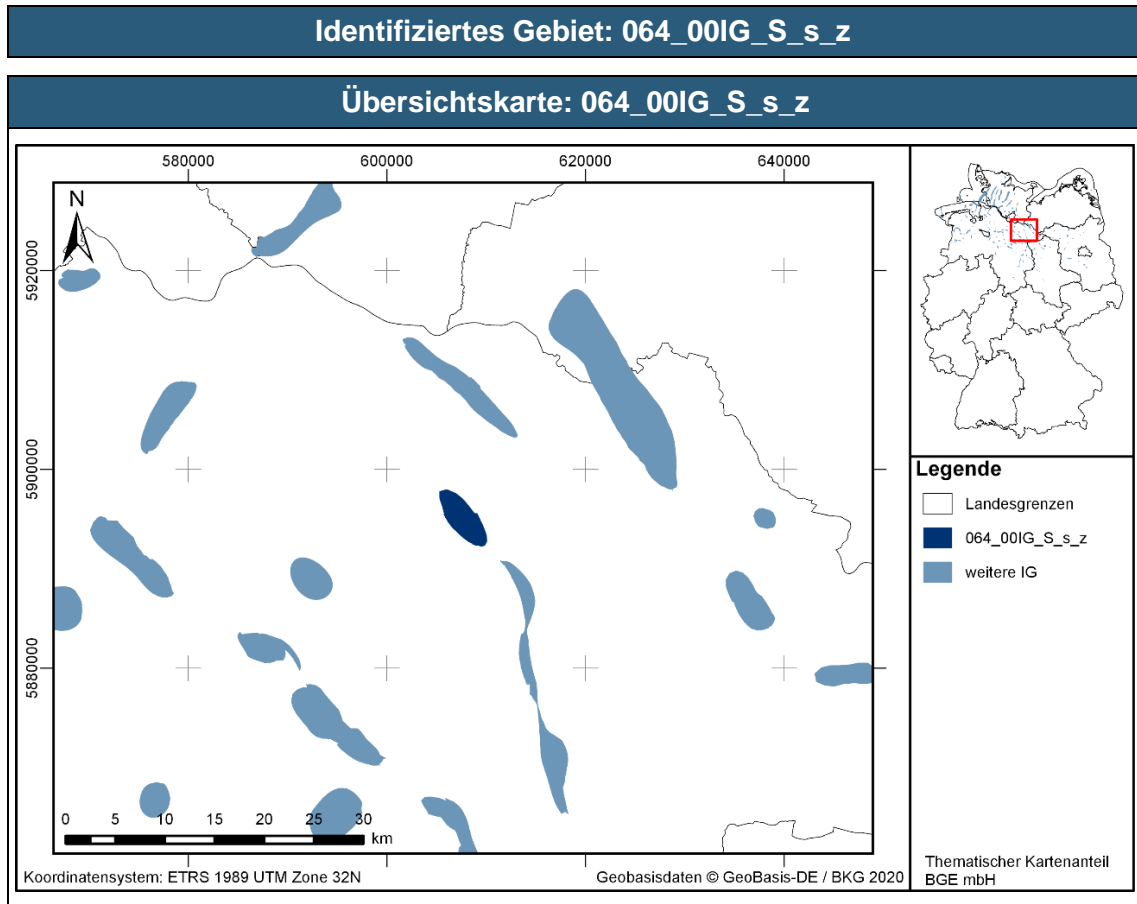 Identifiziertes Gebiet: 064_00IG_S_s_z
Übersichtskarte: 064_00IG_S_s_z
580000 600000 620000 640000
N
5920000
5900000
5880000
0 5 10 15 20 25 30
km
Koordinatensystem: ETRS 1989 UTM Zone 32N
Geobasisdaten © GeoBasis-DE / BKG 2020
Legende
Landesgrenzen
064_00IG_S_s_z
weitere IG
Thematischer Kartenanteil
BGE mbH